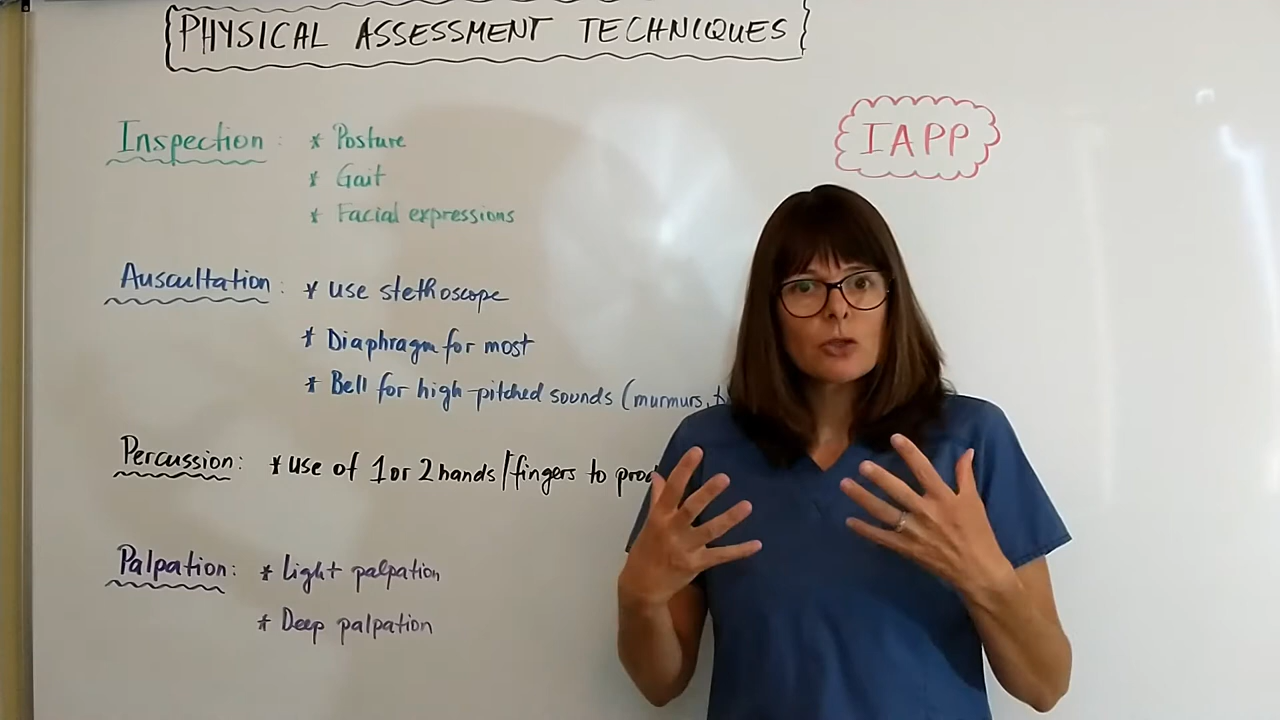 PHYSICAL ASSESSMENT TECHNIQUES
IAPP
Inspection: * Posture
* Gait
* Facial expressions
Auscultation: * use stethoscope
* Diaphragm for most
* Bell for high-pitched sounds (murmurs,
Percussion: * use of 1 or 2 hands/fingers to
Palpation: * Light palpation
* Deep palpation